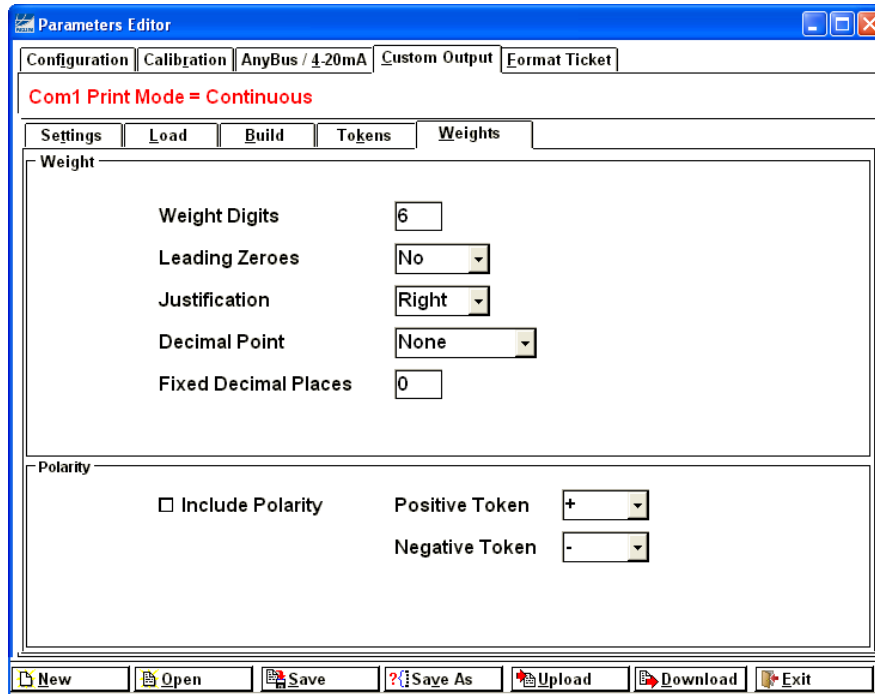 Parameters Editor
Configuration Calibration AnyBus / 4-20mA Custom Output Format Ticket
Com1 Print Mode = Continuous
Settings Load Build Tokens Weights
Weight
Weight Digits 6
Leading Zeroes No
Justification Right
Decimal Point None
Fixed Decimal Places 0
Polarity
Include Polarity Positive Token +
Negative Token -
New Open Save ?{ Save As Upload Download Exit